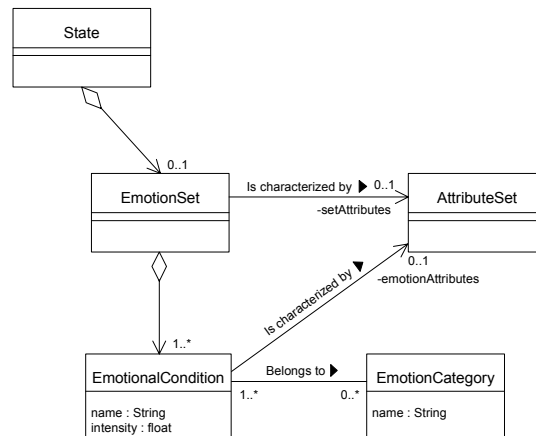 State
0..1
EmotionSet
Is characterized by
0..1
-setAttributes
AttributeSet
0..1
-emotionAttributes
Is characterized by
1..*
EmotionalCondition
name : String
intensity : float
Belongs to
1..*
0..*
EmotionCategory
name : String